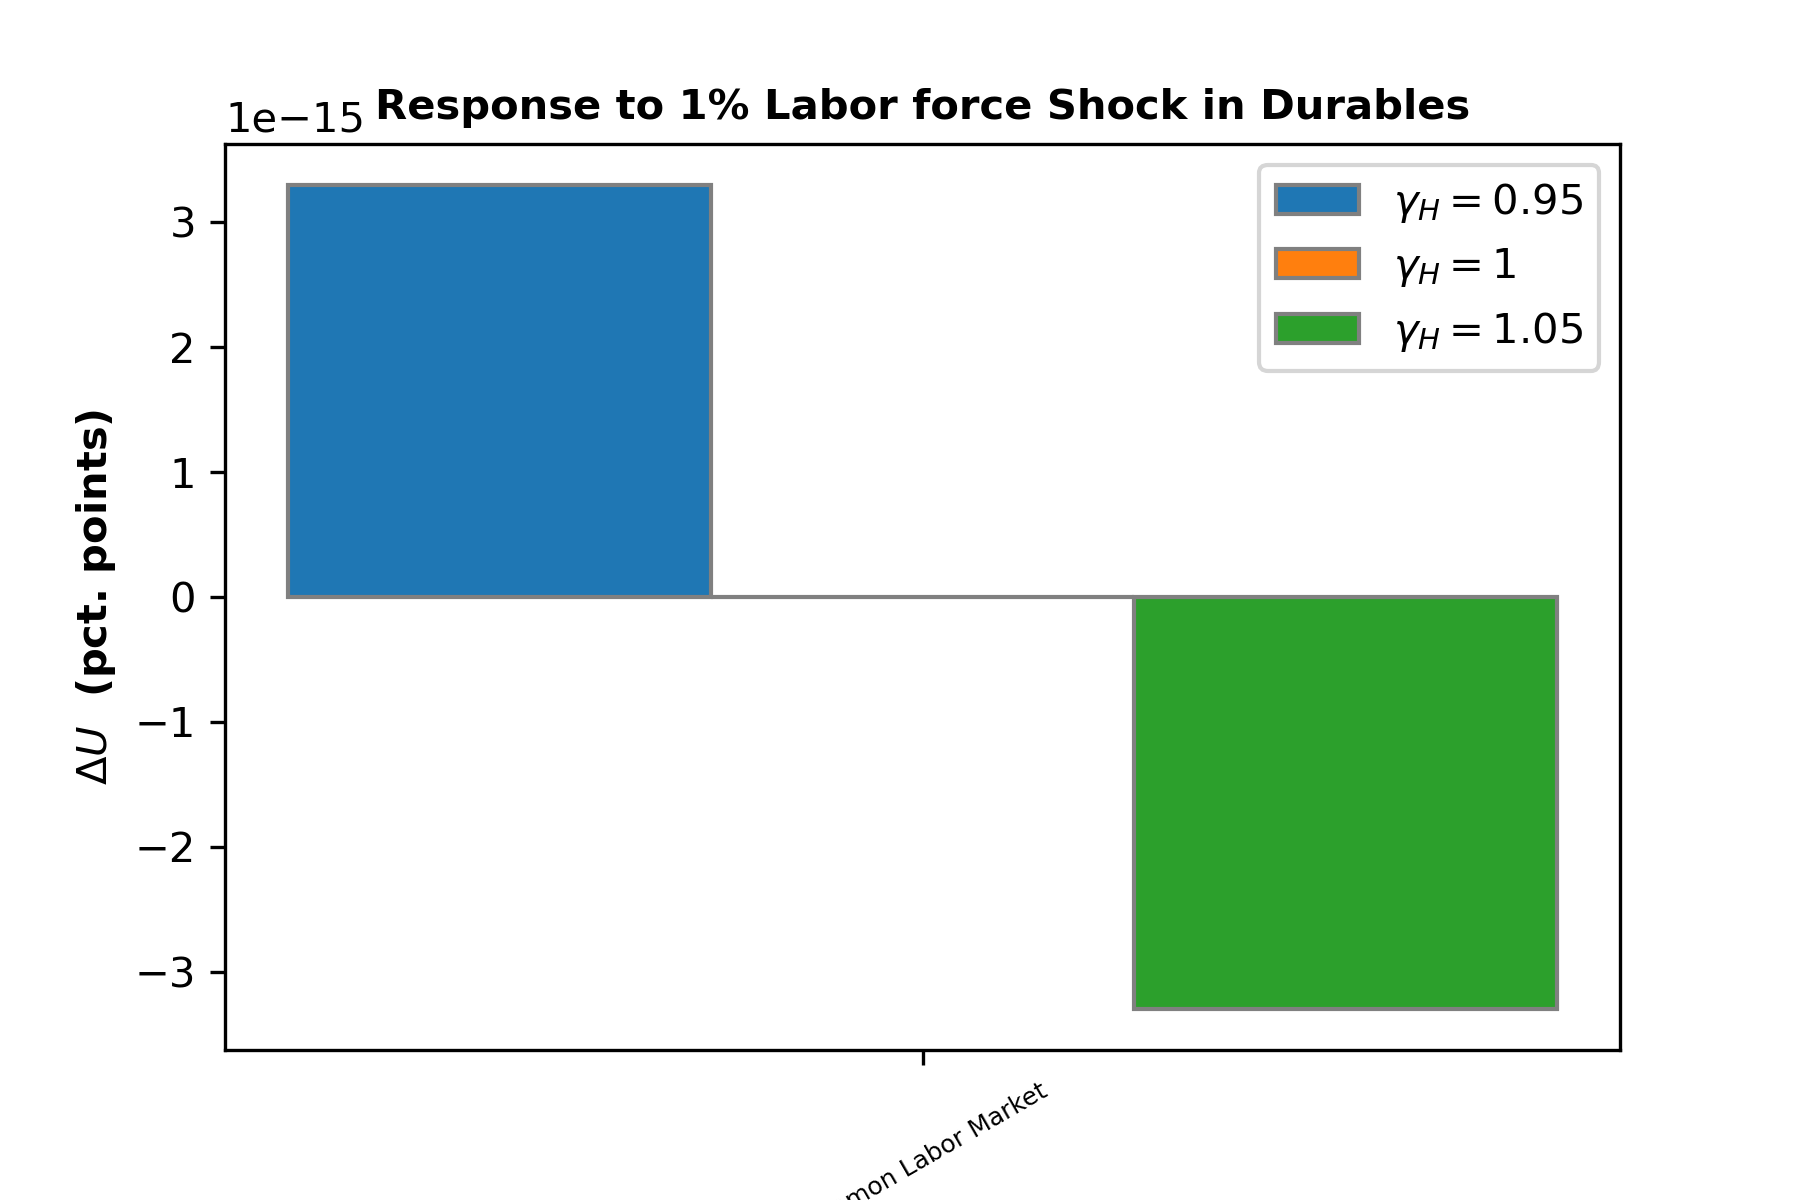 1e−15
Response to 1% Labor force Shock in Durables
γH = 0.95
γH = 1
γH = 1.05
3
2
1
0
−1
−2
−3
ΔU (pct. points)
Labor Market